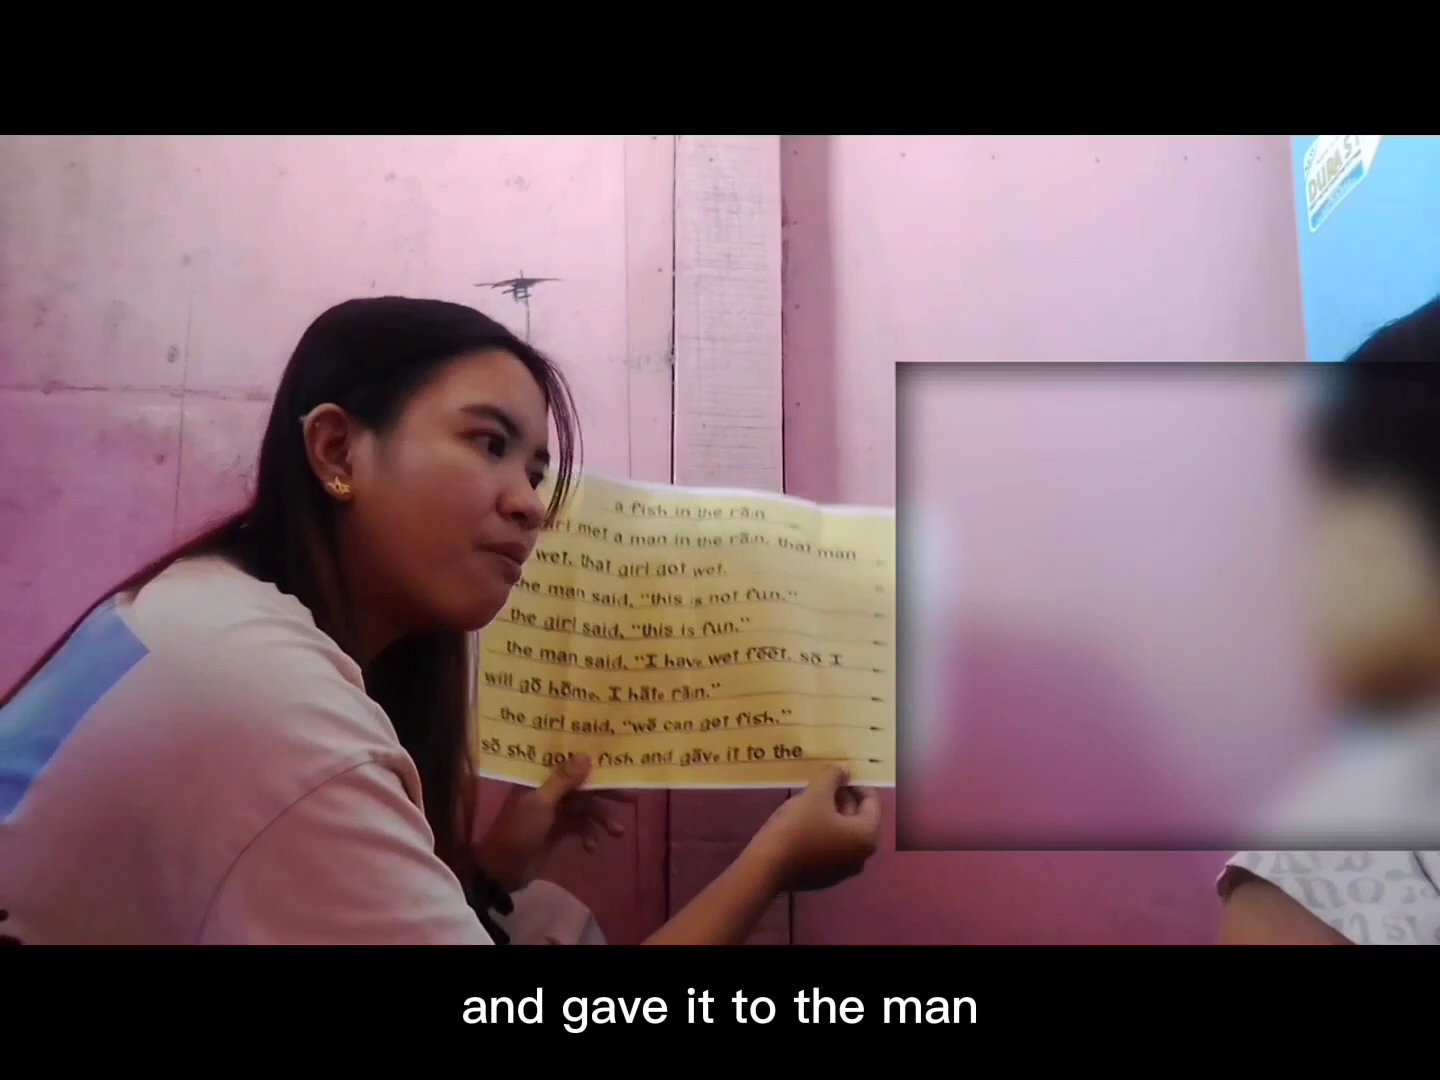 DUMS
a fish in the rāin
girl met a man in the rāin. that man
wet. that girl got wet.
the man said, "this is not fun."
the girl said, "this is fun."
the man said, "I have wet fēēt. sō I
will gō hōme. I hāte rāin."
the girl said, "wē can get fish."
sō shē got fish and gāve it to the
and gave it to the man